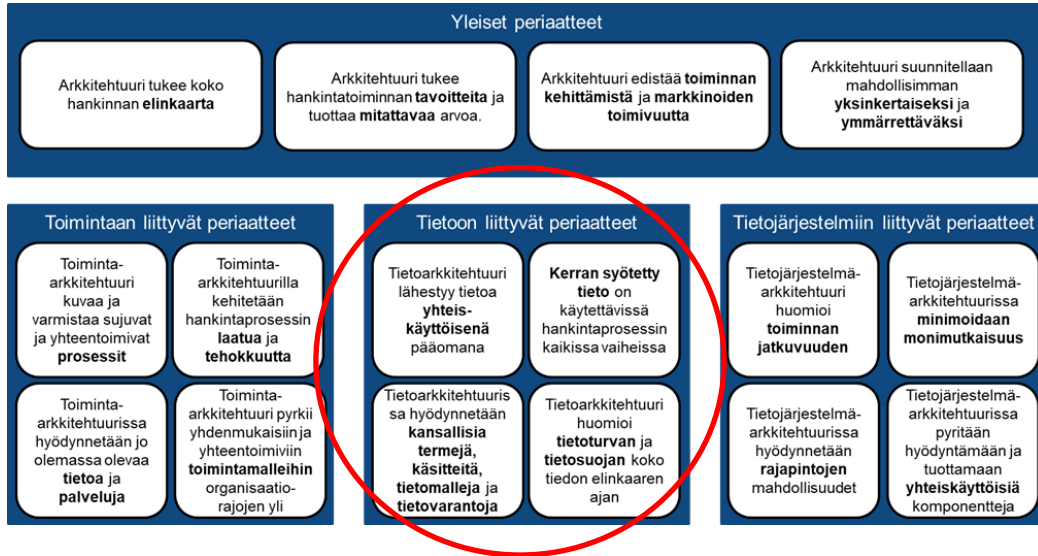 Yleiset periaatteet
Arkkitehtuuri tukee koko
hankinnan elinkaarta
Arkkitehtuuri tukee
hankintatoiminnan tavoitteita ja
tuottaa mitattavaa arvoa.
Arkkitehtuuri edistää toiminnan
kehittämistä ja markkinoiden
toimivuutta
Arkkitehtuuri suunnitellaan
mahdollisimman
yksinkertaiseksi ja
ymmärrettäväksi
Toimintaan liittyvät periaatteet
Toiminta-
arkkitehtuuri
kuvaa ja
varmistaa sujuvat
ja yhteentoimivat
prosessit
Toiminta-
arkkitehtuurilla
kehitetään
hankintaprosessin
laatua ja
tehokkuutta
Toiminta-
arkkitehtuurissa
hyödynnetään jo
olemassa olevaa
tietoa ja
palveluja
Toiminta-
arkkitehtuuri pyrkii
yhdenmukaisiin ja
yhteentoimiviin
toimintamalleihin
organisaatio-
rajojen yli
Tietoon liittyvät periaatteet
Tietoarkkitehtuuri
lähestyy tietoa
yhteis-
käyttöisenä
pääomana
Kerran syötetty
tieto on
käytettävissä
hankintaprosessin
kaikissa vaiheissa
Tietoarkkitehtuuris
sa hyödynnetään
kansallisia
termejä,
käsitteitä,
tietomalleja ja
tietovarantoja
Tietoarkkitehtuuri
huomioi
tietoturvan ja
tietosuojan koko
tiedon elinkaaren
ajan
Tietojärjestelmiin liittyvät periaatteet
Tietojärjestelmä-
arkkitehtuuri
huomioi
toiminnan
jatkuvuuden
Tietojärjestelmä-
arkkitehtuurissa
minimoidaan
monimutkaisuus
Tietojärjestelmä-
arkkitehtuurissa
hyödynnetään
rajapintojen
mahdollisuudet
Tietojärjestelmä-
arkkitehtuurissa
pyritään
hyödyntämään ja
tuottamaan
yhteiskäyttöisiä
komponentteja